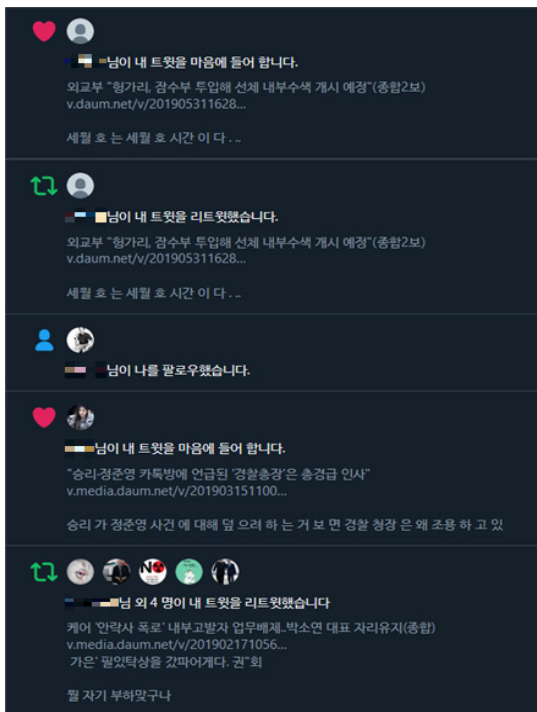 님이 내 트윗을 마음에 들어 합니다.
외교부 "헝가리, 잠수부 투입해 선체 내부수색 개시 예정"(종합2보)
v.daum.net/v/201905311628...
세월 호 는 세월 호 시간 이 다 . ..
님이 내 트윗을 리트윗했습니다.
외교부 "헝가리, 잠수부 투입해 선체 내부수색 개시 예정"(종합2보)
v.daum.net/v/201905311628...
세월 호 는 세월 호 시간 이 다 . ..
님이 나를 팔로우했습니다.
님이 내 트윗을 마음에 들어 합니다.
"승리·정준영 카톡방에 언급된 '경찰총장'은 총경급 인사"
v.media.daum.net/v/201903151100...
승리 가 정준영 사건 에 대해 덮 으려 하 는 거 보 면 경찰 청장 은 왜 조용 하 고 있
NO
님 외 4 명이 내 트윗을 리트윗했습니다
케어 '안락사 폭로' 내부고발자 업무배제..박소연 대표 자리유지(종합)
v.media.daum.net/v/201902171056...
가은' 필있탁상을 갔파어게다. 권"회
뭘 자기 부하맞구나